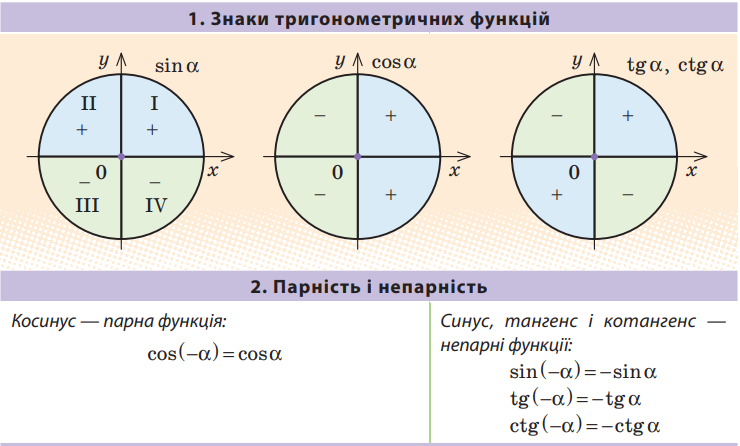 1. Знаки тригонометричних функцій
y sin α
II I
+ +
0 x
– –
III IV
y cos α
– +
0 x
– +
y tg α, ctg α
– +
0 x
+ –
2. Парність і непарність
Косинус — парна функція:
cos(–α)=cos α
Синус, тангенс і котангенс —
непарні функції:
sin(–α)=–sin α
tg(–α)=–tg α
ctg(–α)=–ctg α